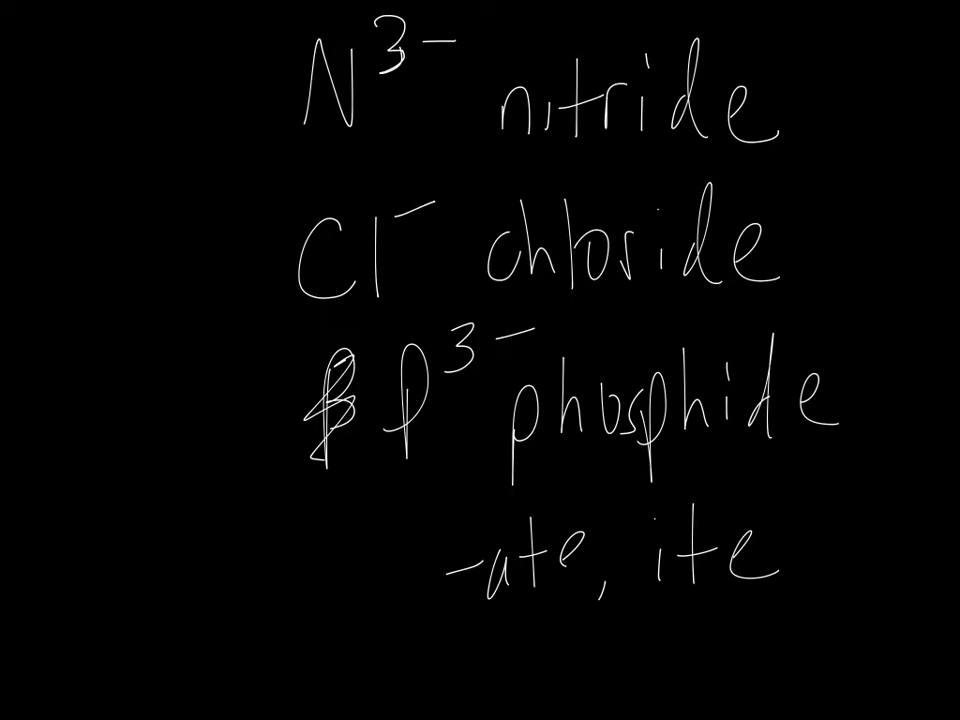 N³⁻ nitride
Cl⁻ chloride
P³⁻ phosphide
-ate, ite